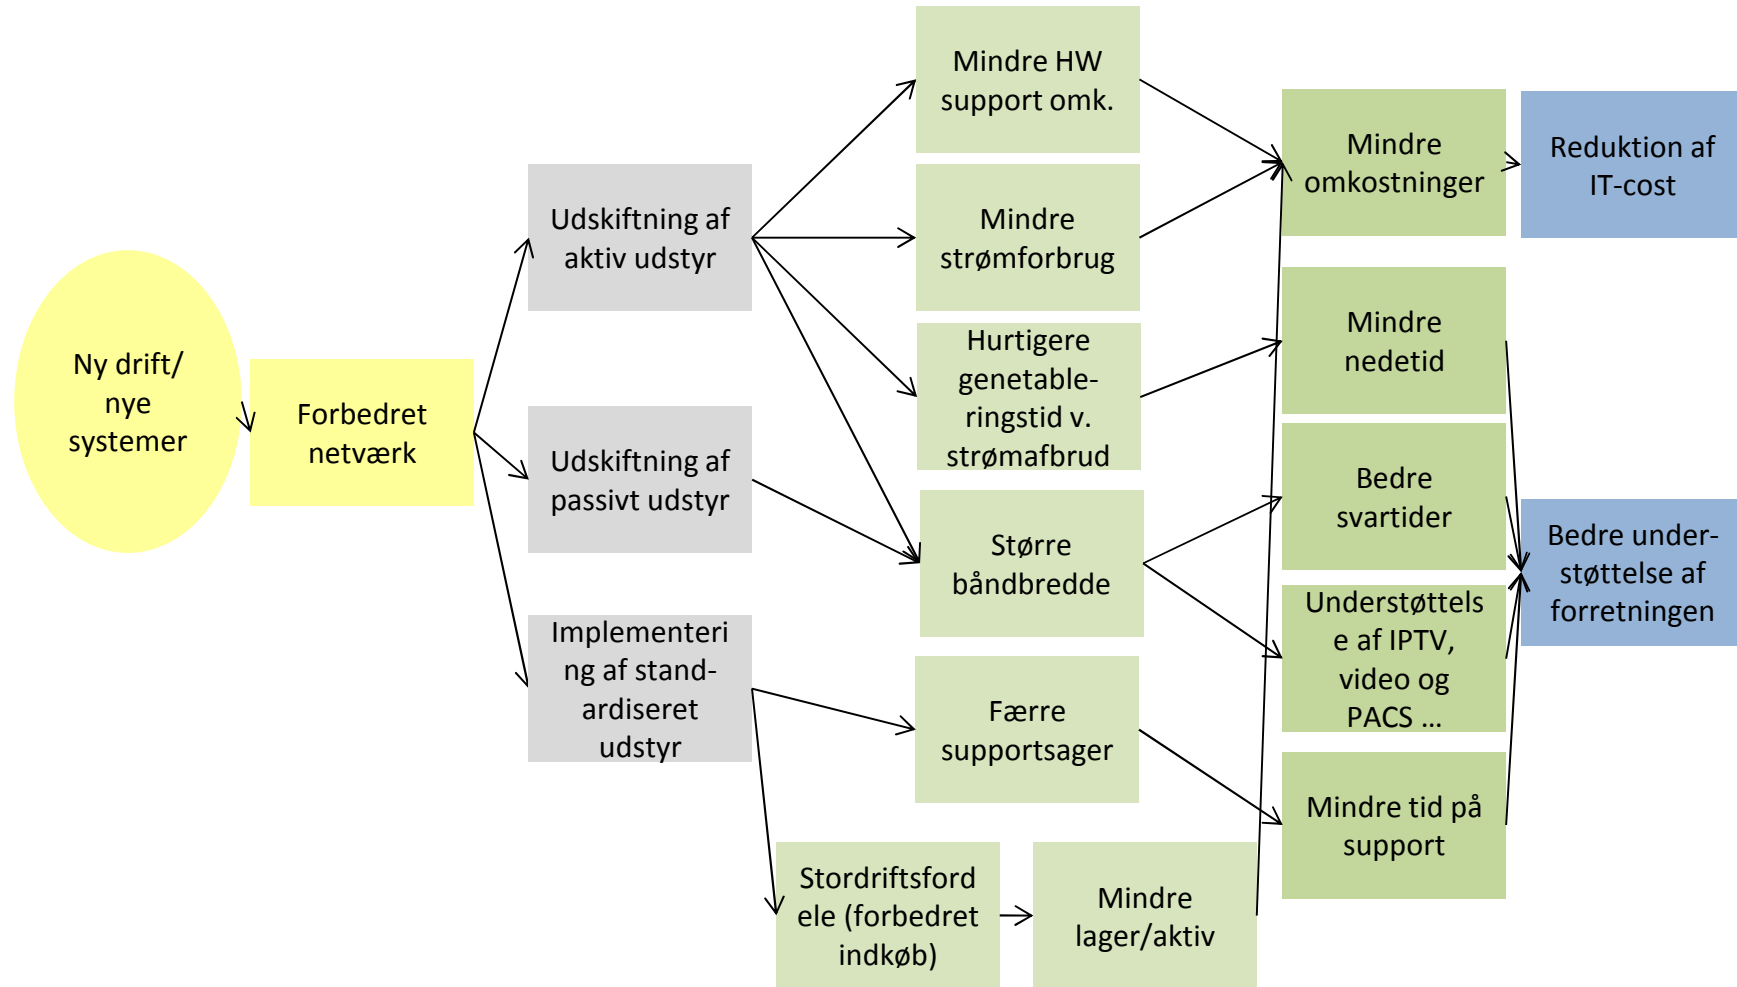 Ny drift/
nye
systemer
Forbedret
netværk
Udskiftning af
aktiv udstyr
Udskiftning af
passivt udstyr
Implementeri
ng af stand-
ardiseret
udstyr
Mindre HW
support omk.
Mindre
strømforbrug
Hurtigere
genetable-
ringstid v.
strømafbrud
Større
båndbredde
Færre
supportsager
Stordriftsford
ele (forbedret
indkøb)
Mindre
lager/aktiv
Mindre
omkostninger
Mindre
nedetid
Bedre
svartider
Understøttels
e af IPTV,
video og
PACS ...
Mindre tid på
support
Reduktion af
IT-cost
Bedre under-
støttelse af
forretningen